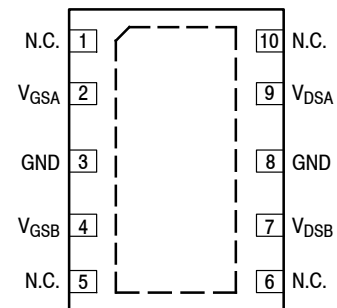 N.C. 1 10 N.C.
VGSA 2 9 VDSA
GND 3 8 GND
VGSB 4 7 VDSB
N.C. 5 6 N.C.